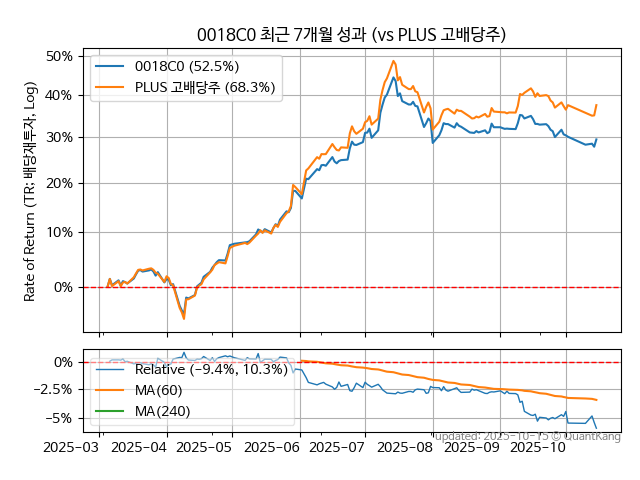 0018C0 최근 7개월 성과 (vs PLUS 고배당주)
Rate of Return (TR: 배당재투자, Log)
50%
40%
30%
20%
10%
0%
0018C0 (52.5%)
PLUS 고배당주 (68.3%)
0%
−2.5%
−5%
Relative (−9.4%, 10.3%)
MA(60)
MA(240)
2025-03 2025-04 2025-05 2025-06 2025-07 2025-08 2025-09 2025-10
updated: 2025-10-15 © QuantKang